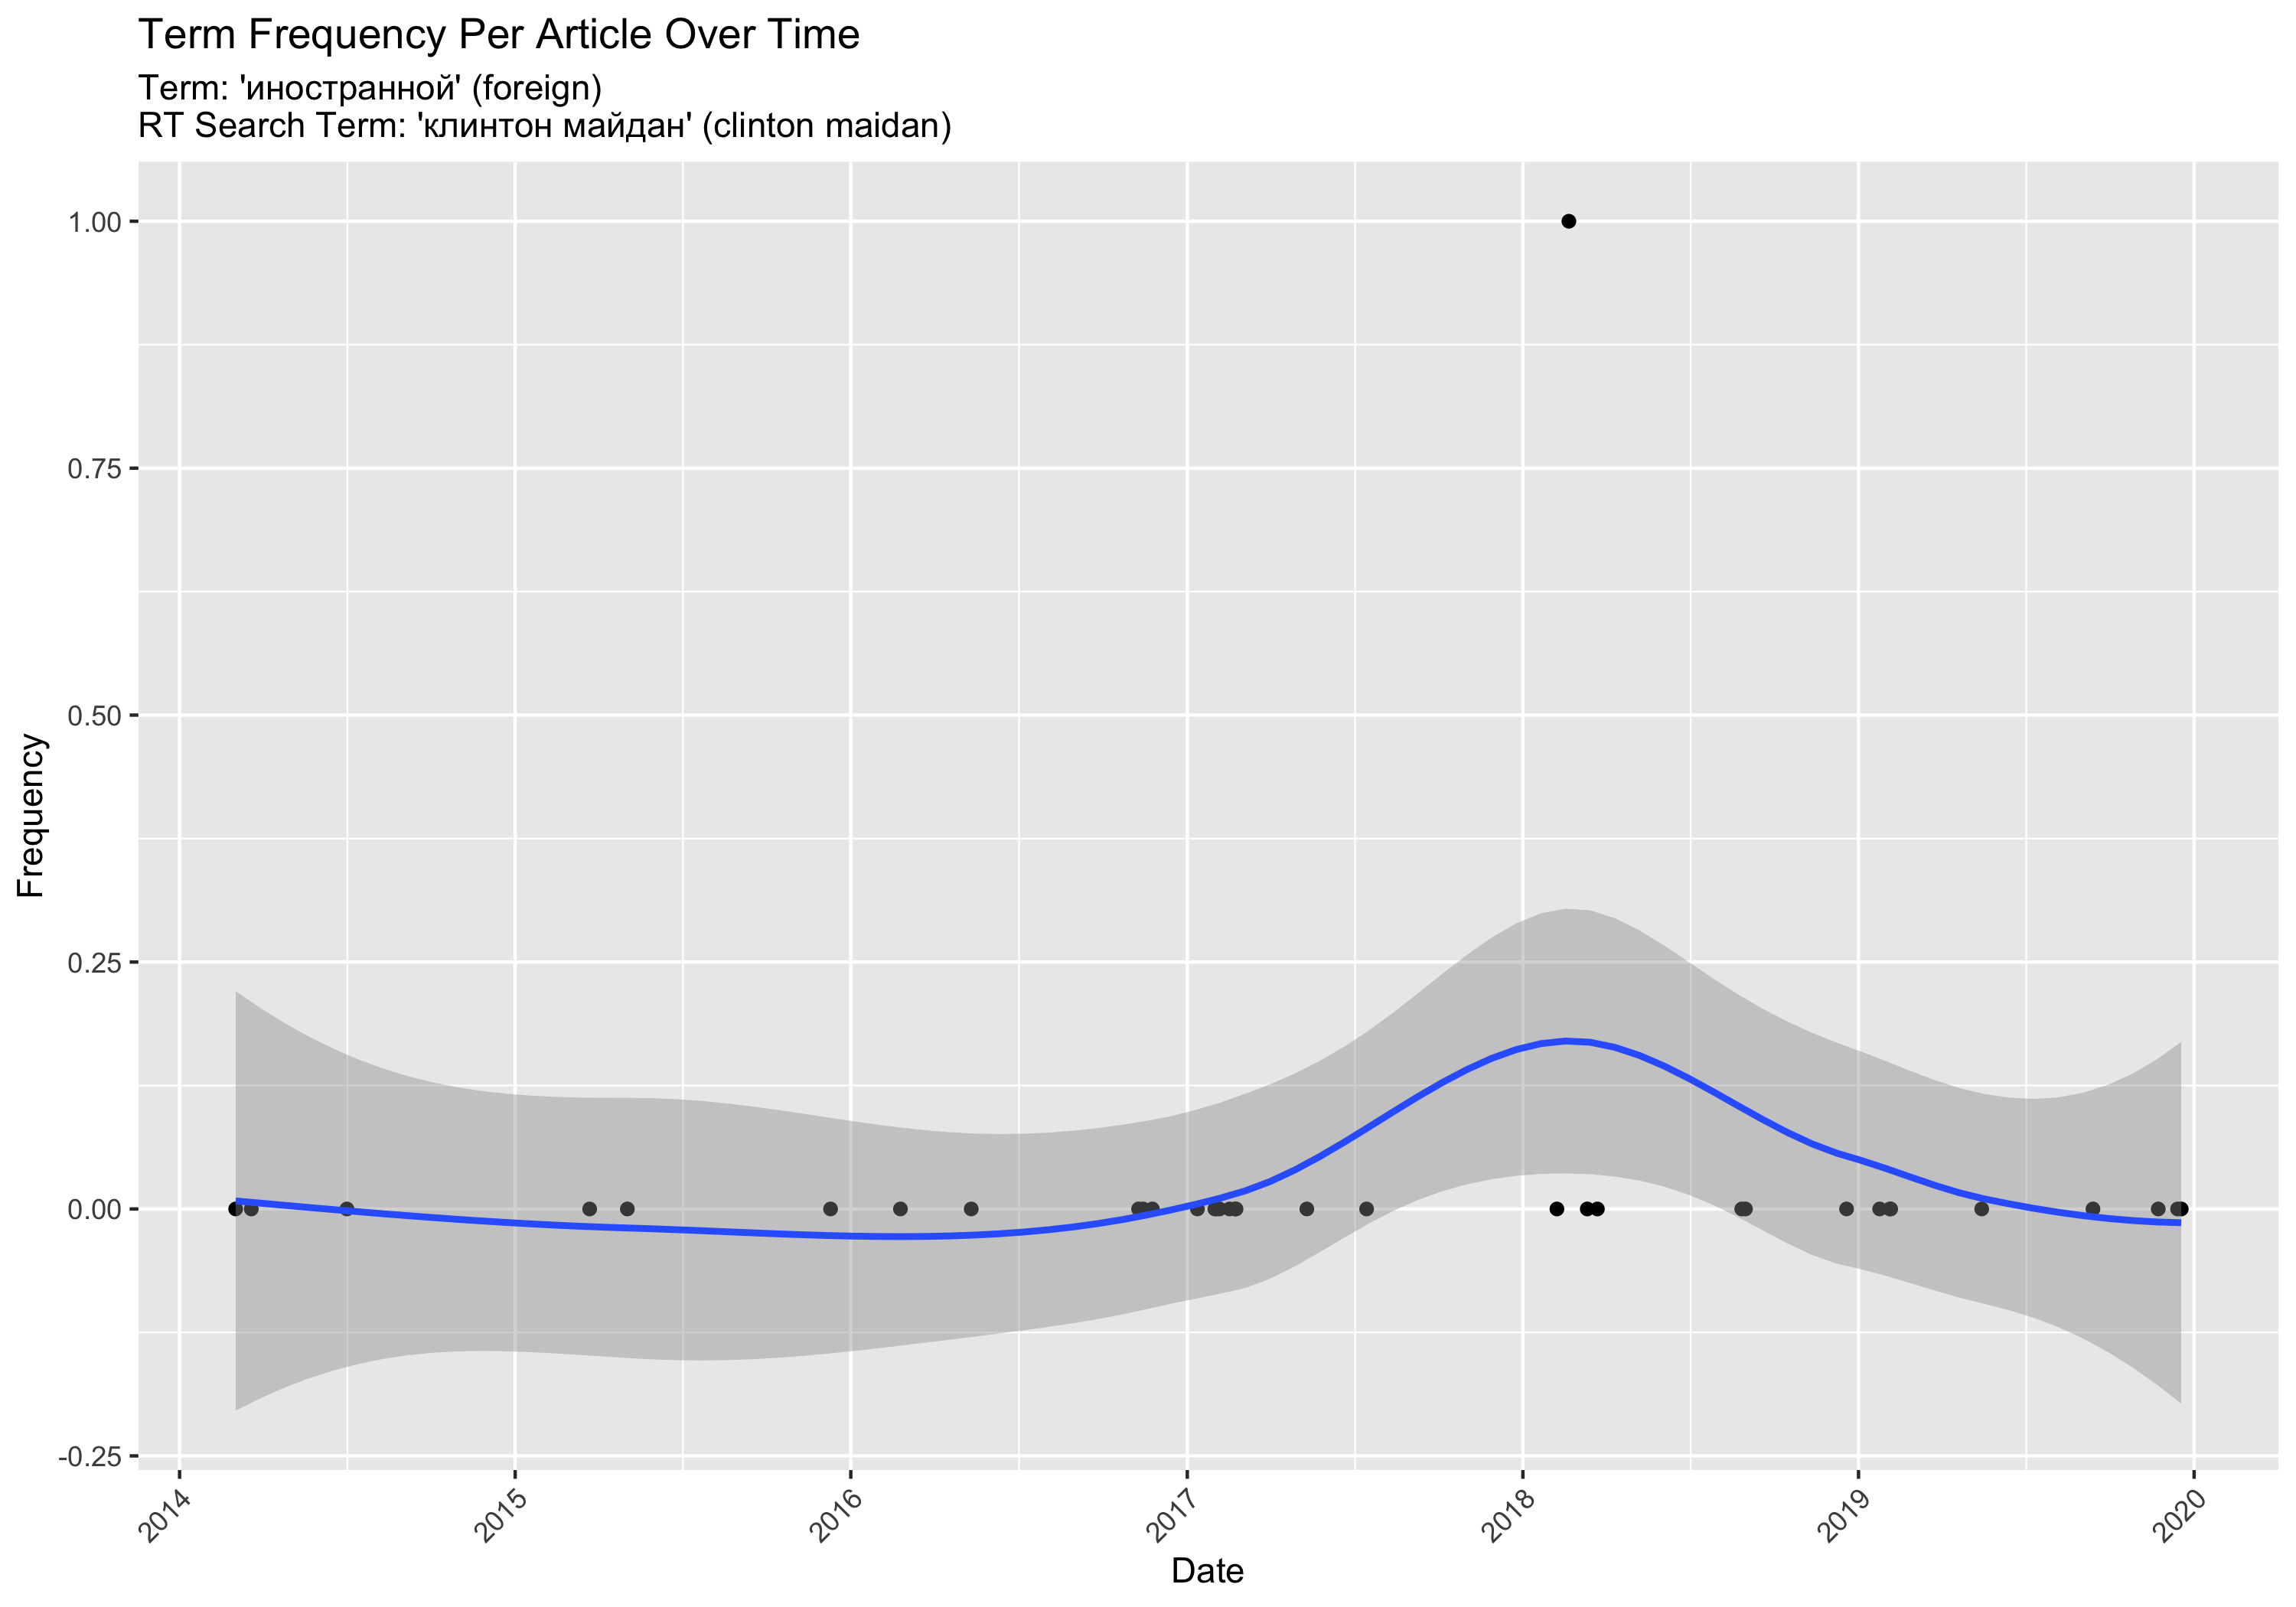 Term Frequency Per Article Over Time
Term: 'иностранной' (foreign)
RT Search Term: 'клинтон майдан' (clinton maidan)
1.00
0.75
0.50
0.25
0.00
-0.25
Frequency
2014
2015
2016
2017
2018
2019
2020
Date